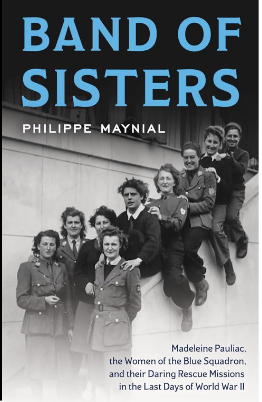 BAND OF
SISTERS
PHILIPPE MAYNIAL
Madeleine Pauliac,
the Women of the Blue Squadron,
and their Daring Rescue Missions
in the Last Days of World War II